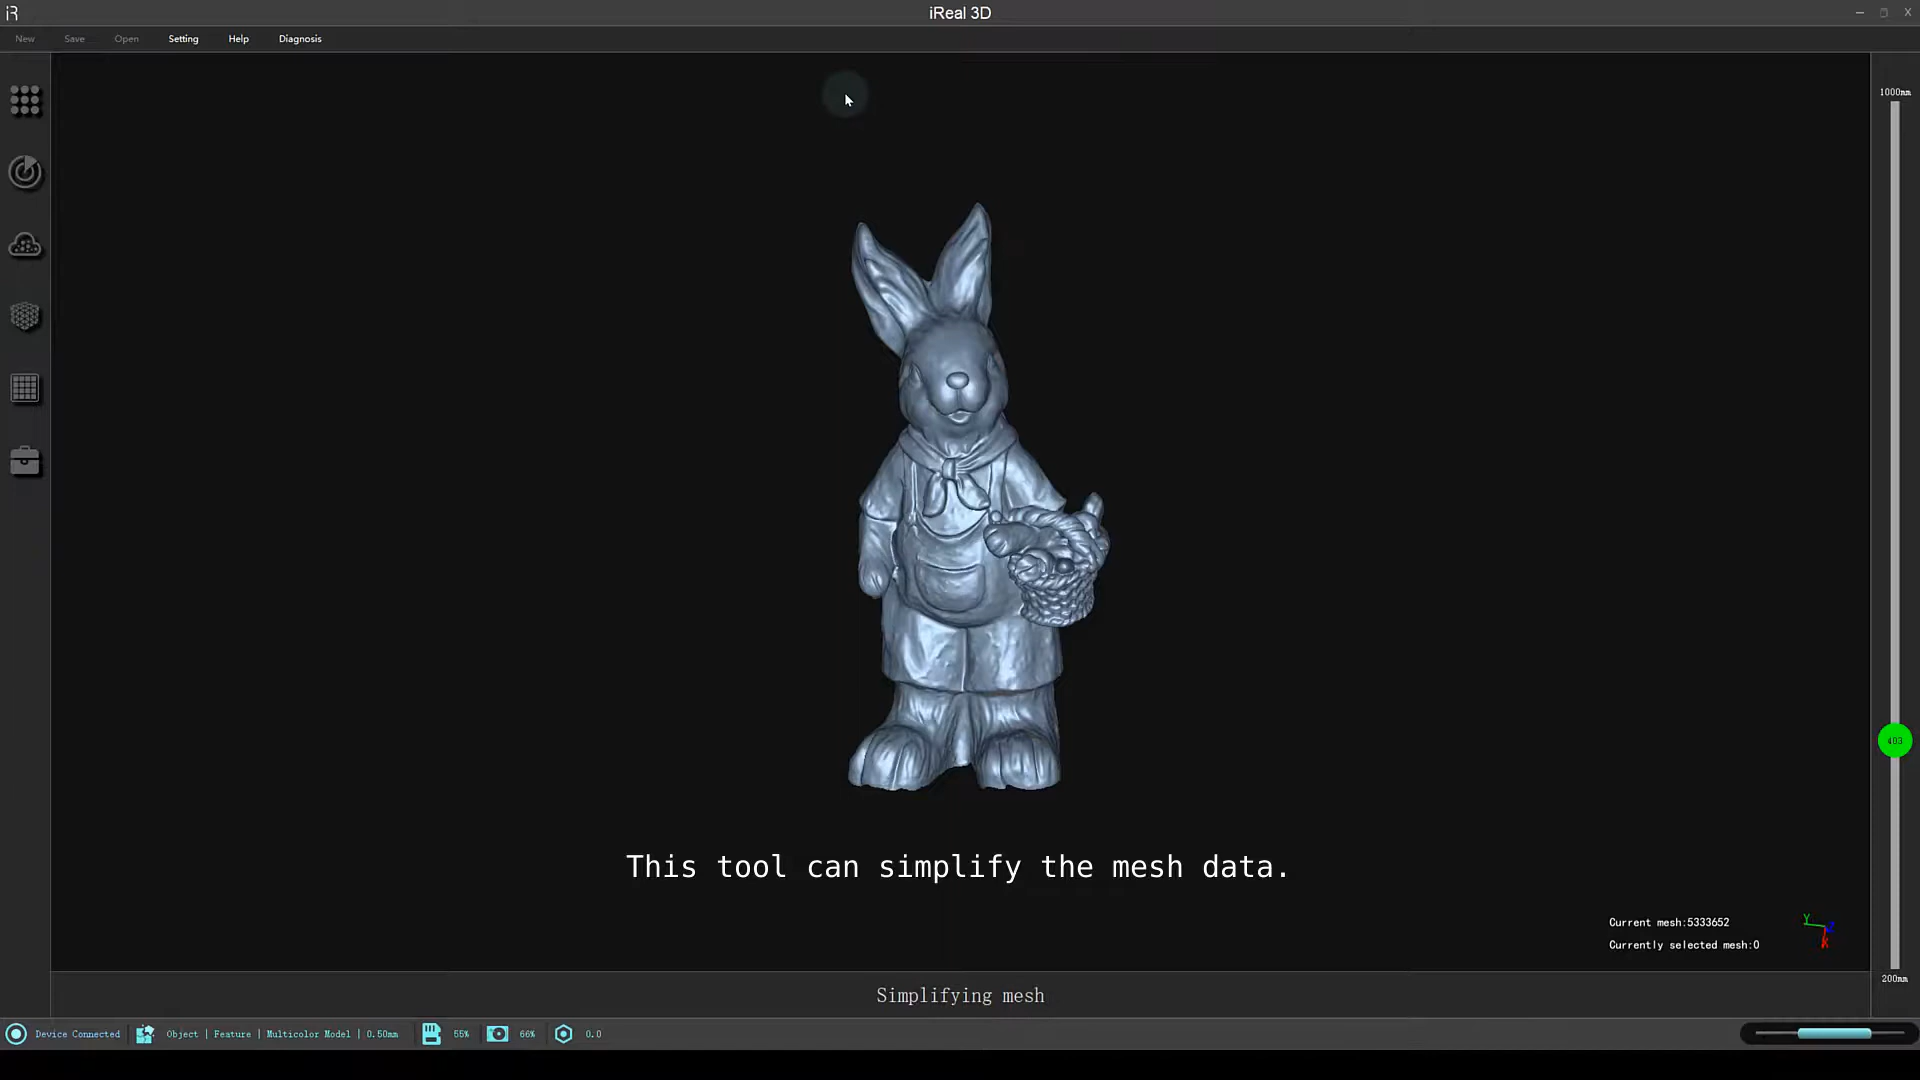 iR
iReal 3D
New
Save
Open
Setting
Help
Diagnosis
1000mm
403
This tool can simplify the mesh data.
Current mesh:5333652
Currently selected mesh:0
Y
Z
X
200mm
Simplifying mesh
Device Connected
Object | Feature | Multicolor Model | 0.50mm
55%
66%
0.0